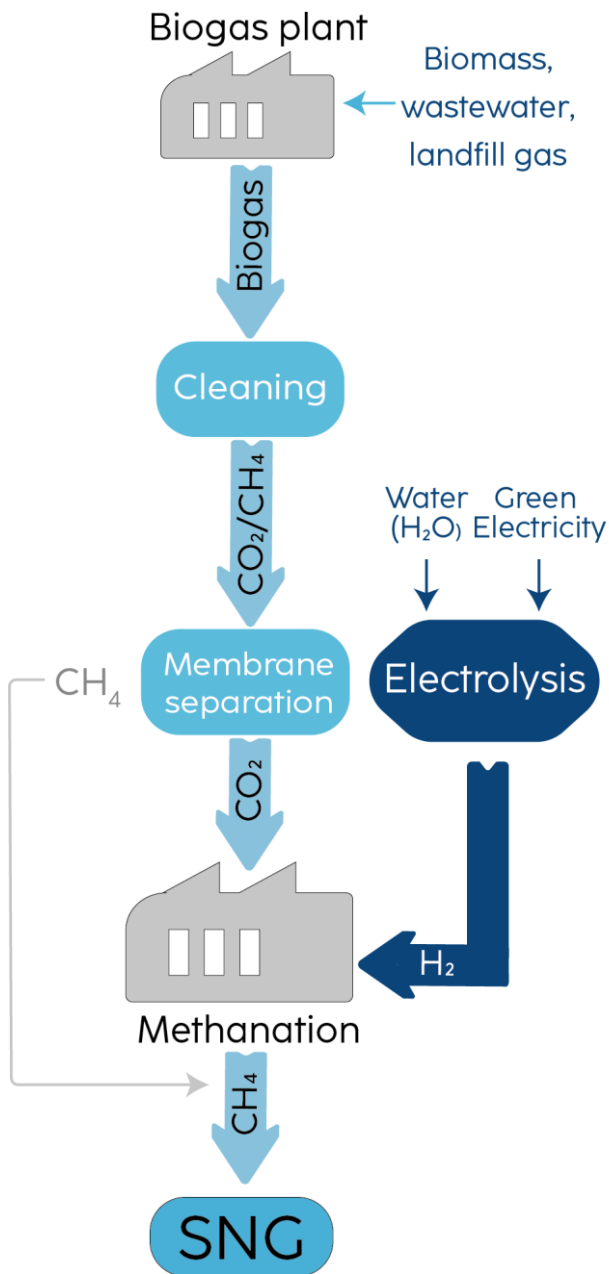 Biogas plant
Biomass,
wastewater,
landfill gas
Biogas
Cleaning
CO₂/CH₄
Water
(H₂O)
Green
Electricity
CH₄
Membrane
separation
Electrolysis
CO₂
H₂
Methanation
CH₄
SNG